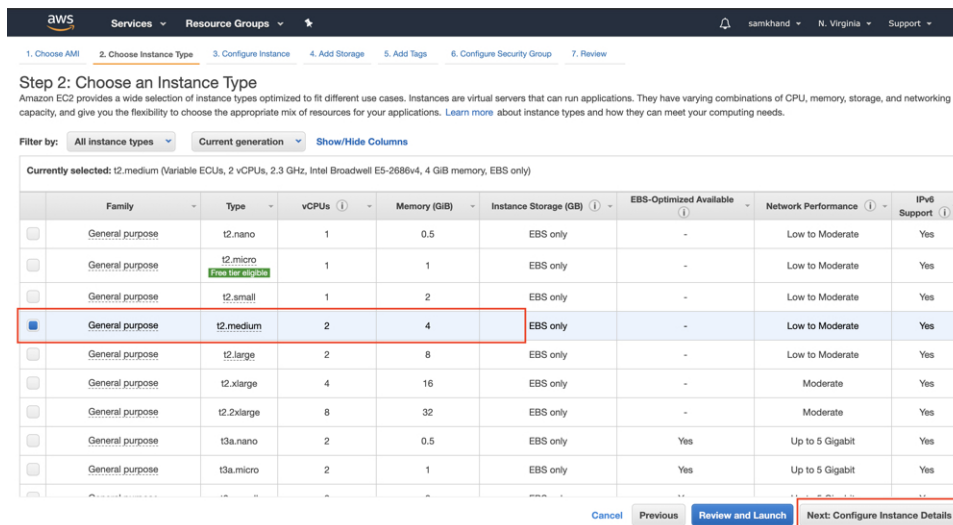 aws Services Resource Groups samkhand N. Virginia Support
1. Choose AMI 2. Choose Instance Type 3. Configure Instance 4. Add Storage 5. Add Tags 6. Configure Security Group 7. Review
Step 2: Choose an Instance Type
Amazon EC2 provides a wide selection of instance types optimized to fit different use cases. Instances are virtual servers that can run applications. They have varying combinations of CPU, memory, storage, and networking
capacity, and give you the flexibility to choose the appropriate mix of resources for your applications. Learn more about instance types and how they can meet your computing needs.
Filter by: All instance types Current generation Show/Hide Columns
Currently selected: t2.medium (Variable ECUs, 2 vCPUs, 2.3 GHz, Intel Broadwell E5-2686v4, 4 GiB memory, EBS only)
Family Type vCPUs Memory (GiB) Instance Storage (GB) EBS-Optimized Available Network Performance IPv6 Support
General purpose t2.nano 1 0.5 EBS only - Low to Moderate Yes
General purpose t2.micro Free tier eligible 1 1 EBS only - Low to Moderate Yes
General purpose t2.small 1 2 EBS only - Low to Moderate Yes
General purpose t2.medium 2 4 EBS only - Low to Moderate Yes
General purpose t2.large 2 8 EBS only - Low to Moderate Yes
General purpose t2.xlarge 4 16 EBS only - Moderate Yes
General purpose t2.2xlarge 8 32 EBS only - Moderate Yes
General purpose t3a.nano 2 0.5 EBS only Yes Up to 5 Gigabit Yes
General purpose t3a.micro 2 1 EBS only Yes Up to 5 Gigabit Yes
Cancel Previous Review and Launch Next: Configure Instance Details